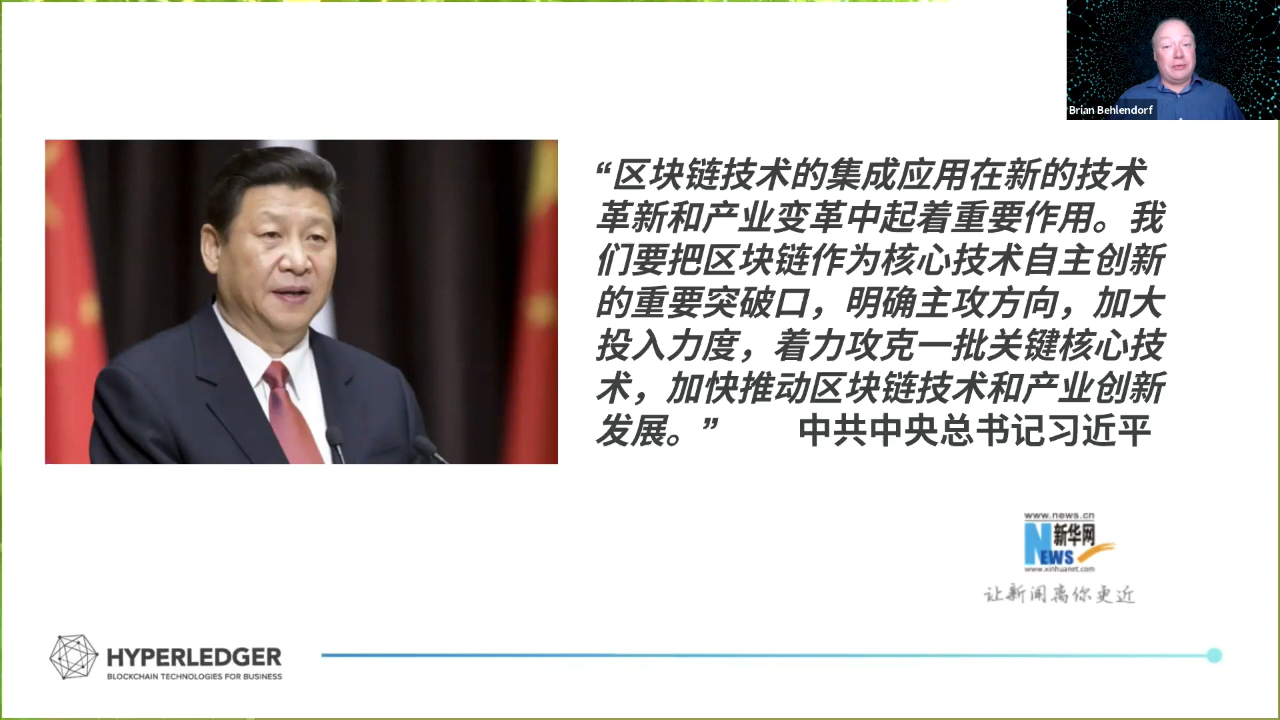 Brian Behlendorf
“区块链技术的集成应用在新的技术
革新和产业变革中起着重要作用。我
们要把区块链作为核心技术自主创新
的重要突破口，明确主攻方向，加大
投入力度，着力攻克一批关键核心技
术，加快推动区块链技术和产业创新
发展。” 中共中央总书记习近平
www.news.cn
新华网
NEWS
www.xinhuanet.com
让新闻离你更近
HYPERLEDGER
BLOCKCHAIN TECHNOLOGIES FOR BUSINESS